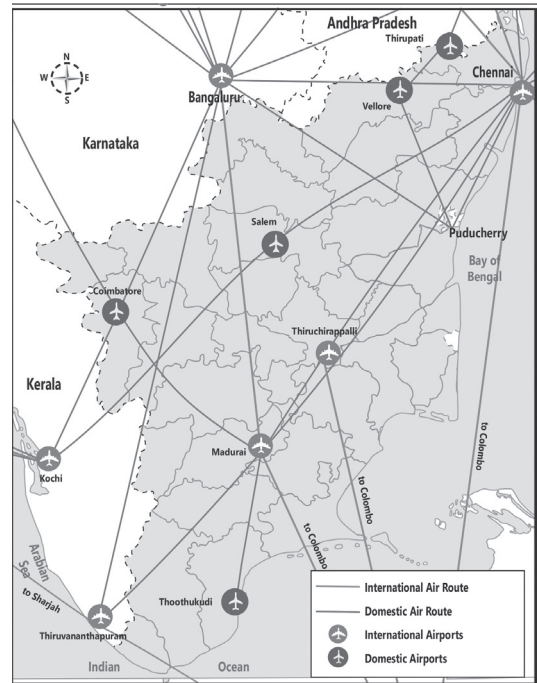 Andhra Pradesh
Thirupati
N
W
E
S
Chennai
Bangaluru
Vellore
Karnataka
Salem
Puducherry
Bay of
Bengal
Coimbatore
Thiruchirappalli
Kerala
Madurai
Kochi
to Colombo
to Colombo
to Colombo
Arabian
Sea
to Sharjah
Thoothukudi
Thiruvananthapuram
Indian
Ocean
International Air Route
Domestic Air Route
International Airports
Domestic Airports